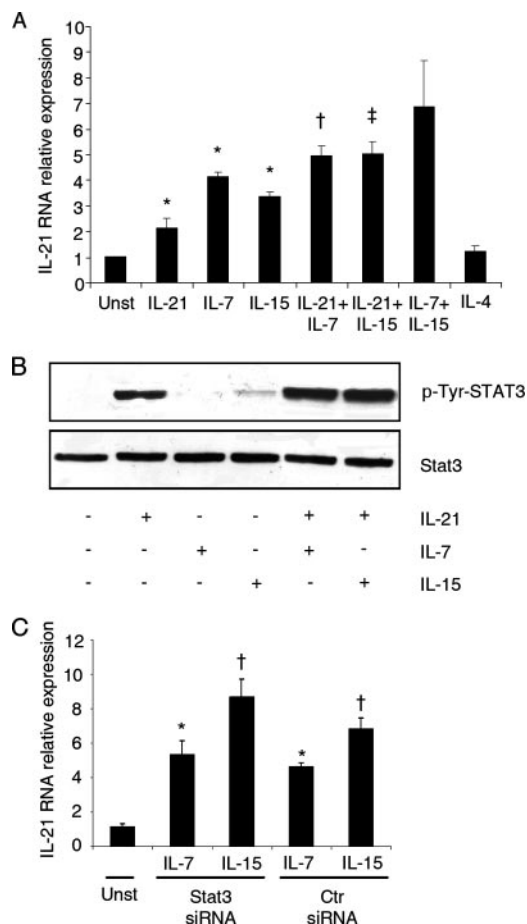 A
IL-21 RNA relative expression
10
9
8
7
6
5
4
3
2
1
0
* * * † ‡
Unst IL-21 IL-7 IL-15 IL-21+ IL-21+ IL-7+ IL-4
IL-7 IL-15 IL-15
B
p-Tyr-STAT3
Stat3
- + - - + + IL-21
- - + - + - IL-7
- - - + - + IL-15
C
IL-21 RNA relative expression
12
10
8
6
4
2
0
* † * †
IL-7 IL-15 IL-7 IL-15
Unst Stat3 Ctr
siRNA siRNA